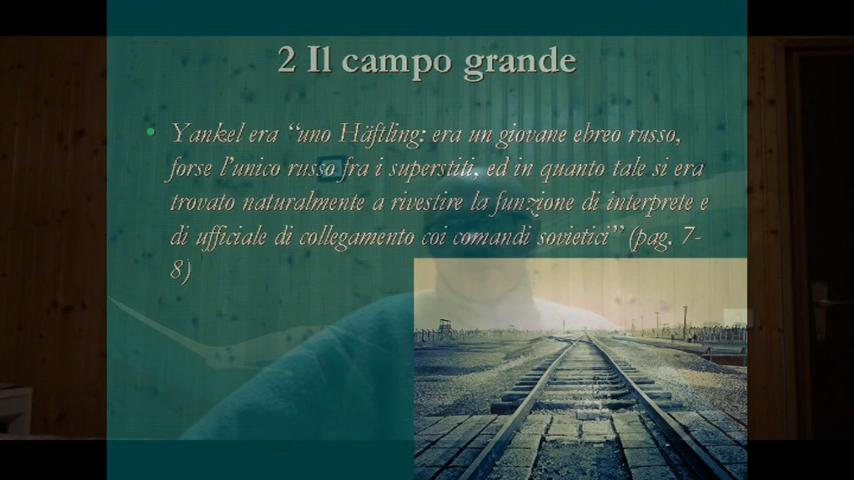 2 Il campo grande
Yankel era “uno Häftling: era un giovane ebreo russo,
forse l’unico russo fra i superstiti, ed in quanto tale si era
trovato naturalmente a rivestire la funzione di interprete e
di ufficiale di collegamento coi comandi sovietici” (pag. 7-
8)